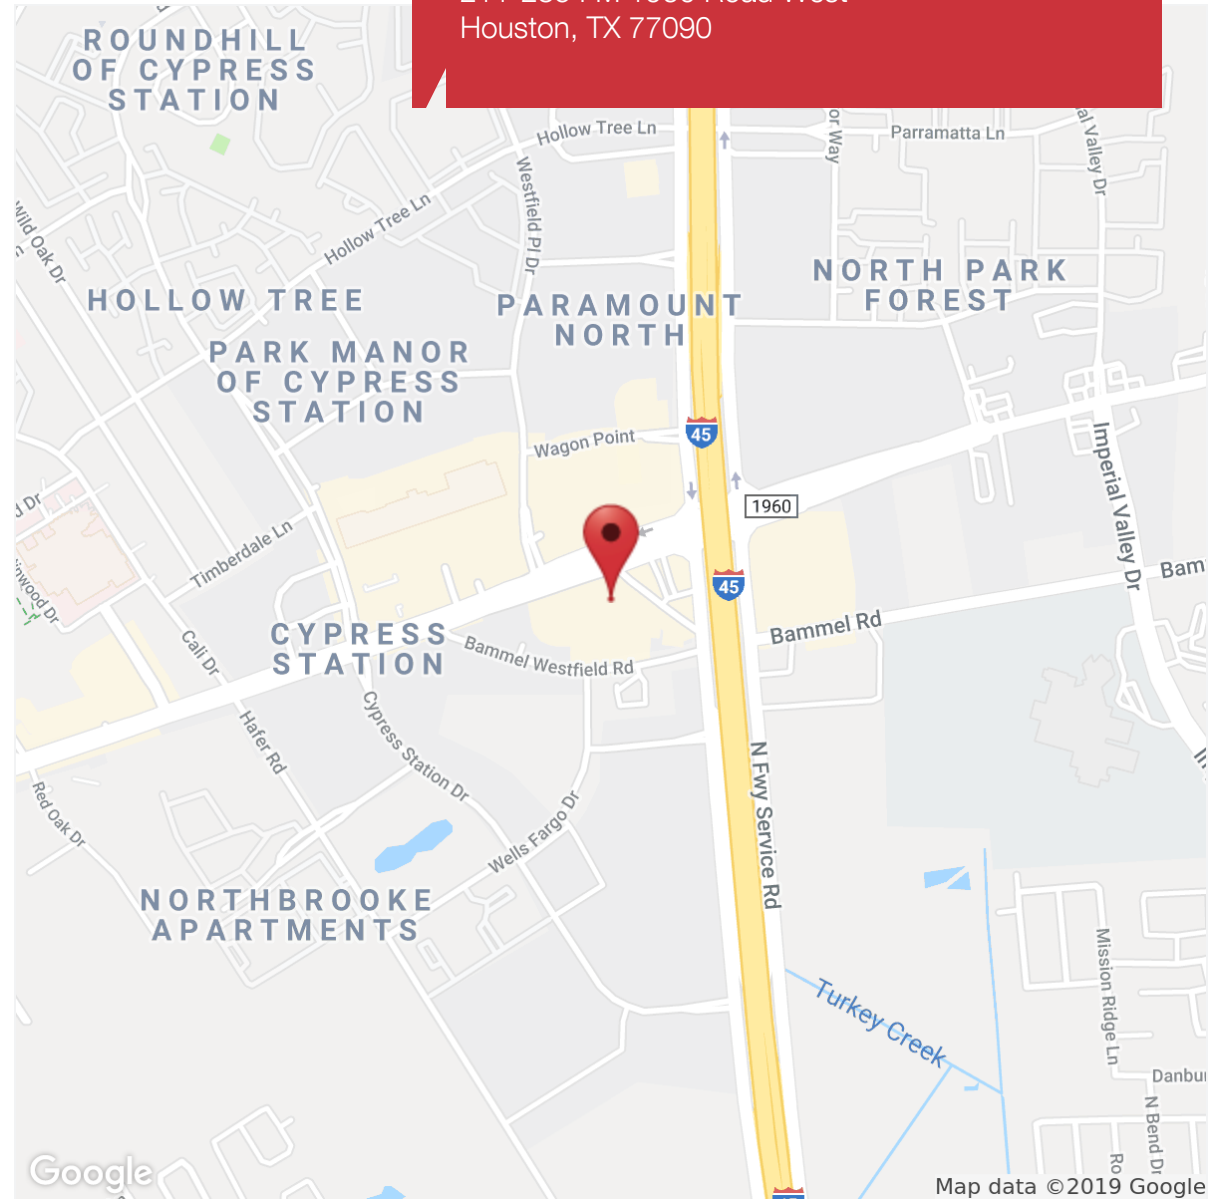 Houston, TX 77090
ROUNDHILL
OF CYPRESS
STATION
Hollow Tree Ln
Parramatta Ln
Westfield Pl Dr
Wild Oak Dr
Hollow Tree Ln
HOLLOW TREE
PARAMOUNT
NORTH
NORTH PARK
FOREST
PARK MANOR
OF CYPRESS
STATION
Wagon Point
45
1960
Imperial Valley Dr
Timberdale Ln
45
Bammel Rd
CYPRESS
STATION
Bammel Westfield Rd
Cali Dr
Cypress Station Dr
Hafer Rd
Red Oak Dr
N Fwy Service Rd
Wells Fargo Dr
NORTHBROOKE
APARTMENTS
Turkey Creek
Mission Ridge Ln
N Bend Dr
Google
Map data ©2019 Google